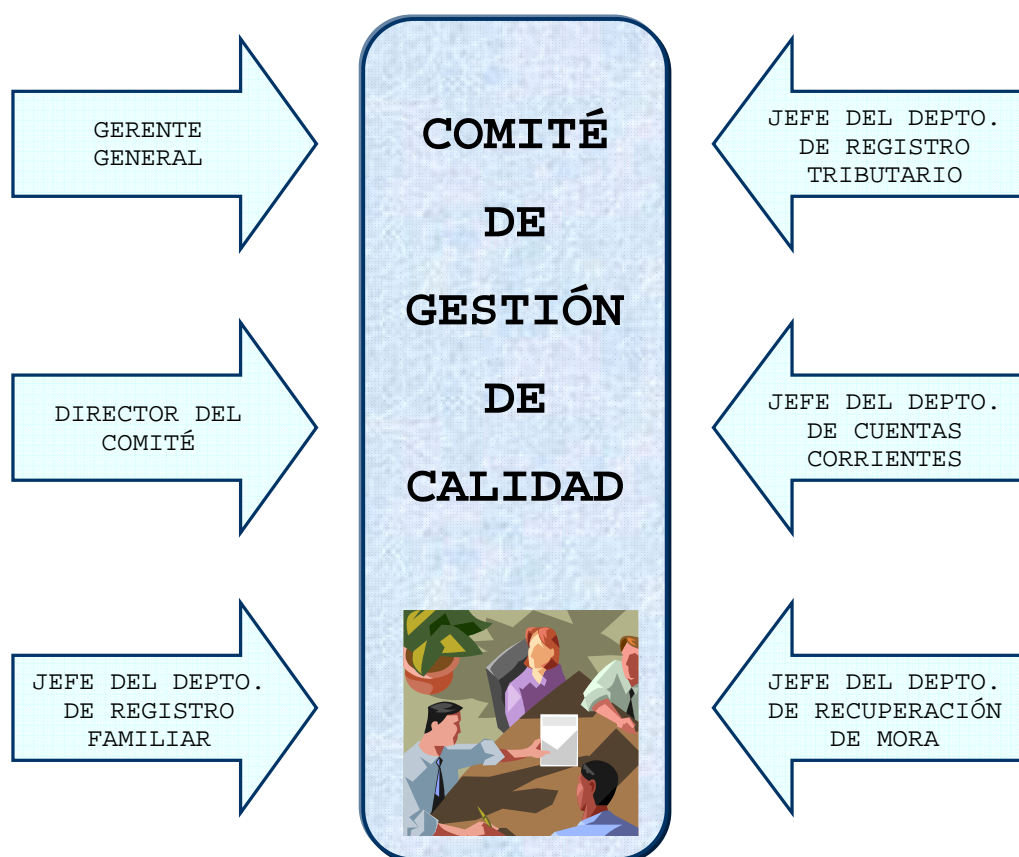 GERENTE
GENERAL
DIRECTOR DEL
COMITÉ
JEFE DEL DEPTO.
DE REGISTRO
FAMILIAR
COMITÉ
DE
GESTIÓN
DE
CALIDAD
JEFE DEL DEPTO.
DE REGISTRO
TRIBUTARIO
JEFE DEL DEPTO.
DE CUENTAS
CORRIENTES
JEFE DEL DEPTO.
DE RECUPERACIÓN
DE MORA